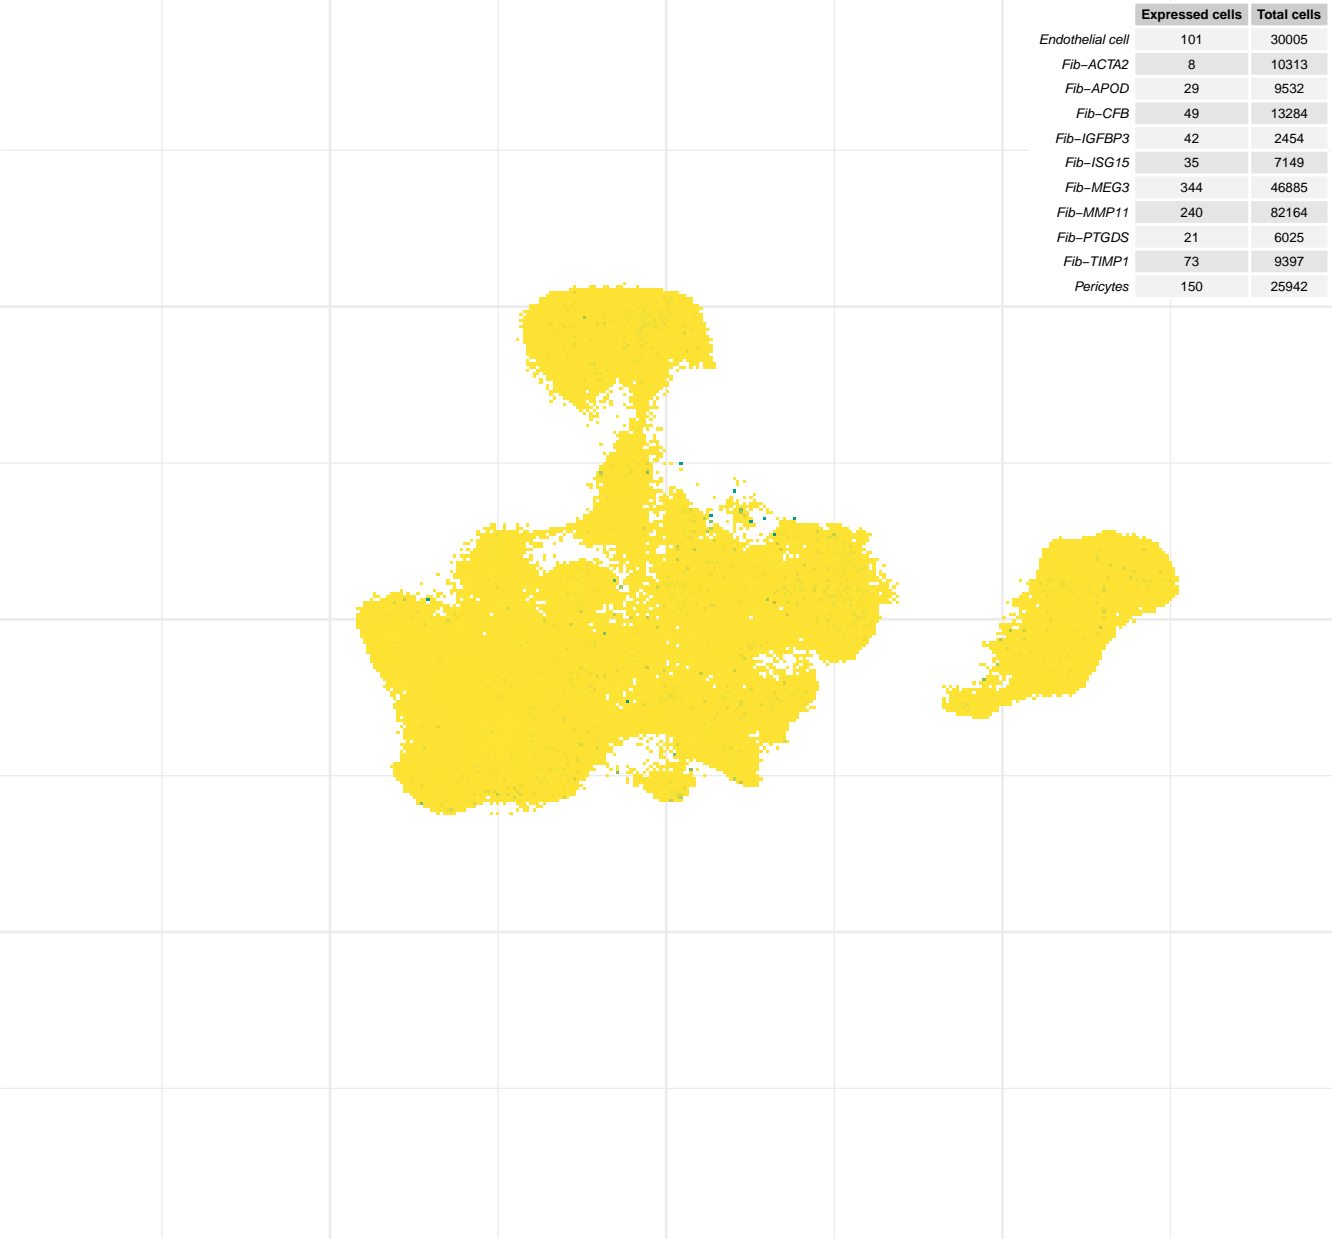 Expressed cells Total cells
Endothelial cell 101 30005
Fib−ACTA2 8 10313
Fib−APOD 29 9532
Fib−CFB 49 13284
Fib−IGFBP3 42 2454
Fib−ISG15 35 7149
Fib−MEG3 344 46885
Fib−MMP11 240 82164
Fib−PTGDS 21 6025
Fib−TIMP1 73 9397
Pericytes 150 25942